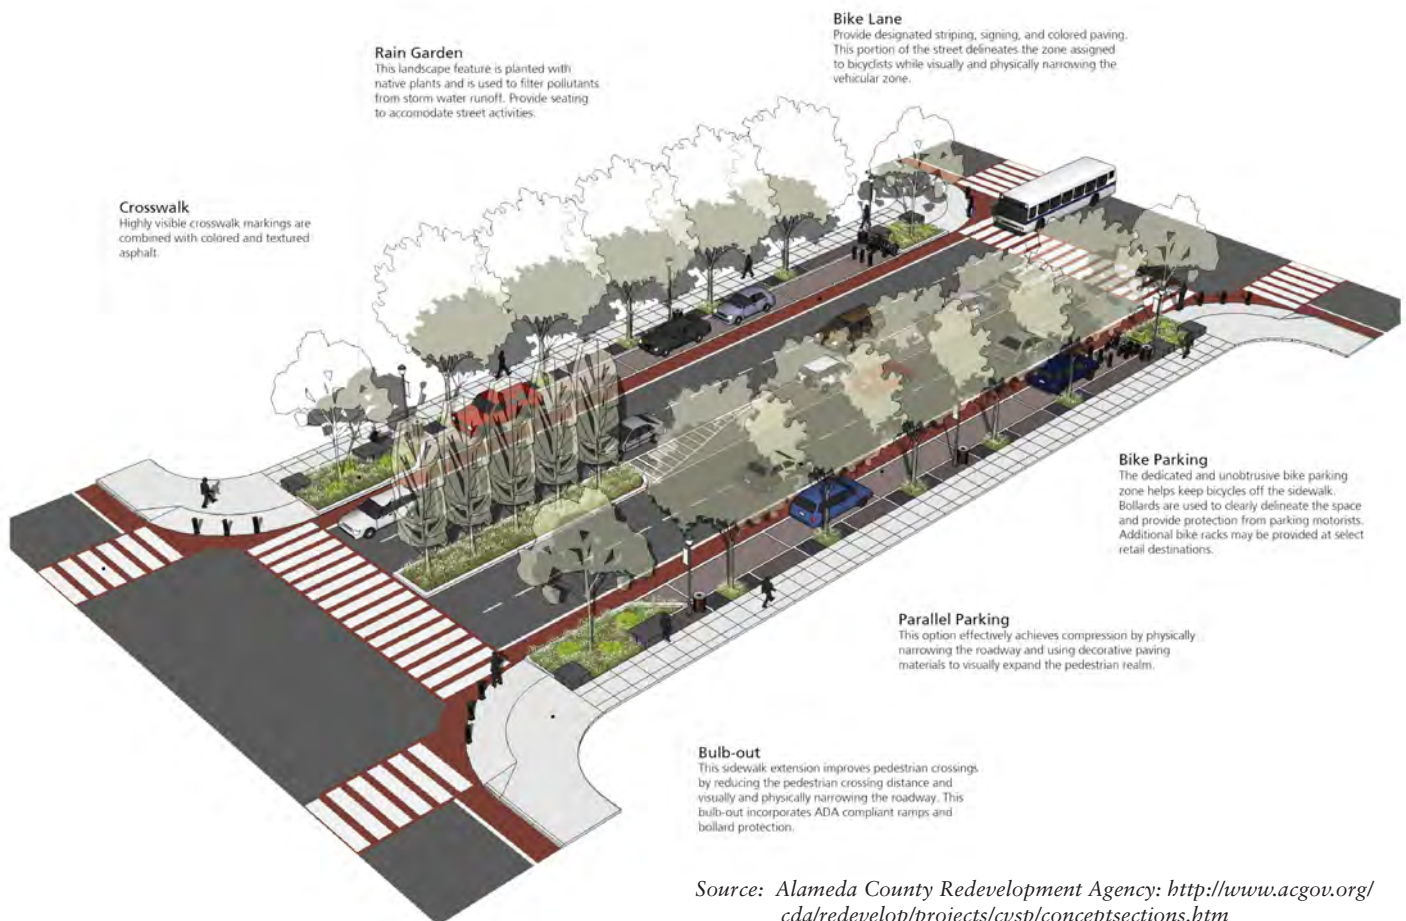 Bike Lane
Provide designated striping, signing, and colored paving.
This portion of the street delineates the zone assigned
to bicyclists while visually and physically narrowing the
vehicular zone.
Rain Garden
This landscape feature is planted with
native plants and is used to filter pollutants
from storm water runoff. Provide seating
to accomodate street activities.
Crosswalk
Highly visible crosswalk markings are
combined with colored and textured
asphalt
Bike Parking
The dedicated and unobtrusive bike parking
zone helps keep bicycles off the sidewalk.
Bollards are used to clearly delineate the space
and provide protection from parking motorists.
Additional bike racks may be provided at select
retail destinations.
Parallel Parking
This option effectively achieves compression by physically
narrowing the roadway and using decorative paving
materials to visually expand the pedestrian realm.
Bulb-out
This sidewalk extension improves pedestrian crossings
by reducing the pedestrian crossing distance and
visually and physically narrowing the roadway. This
bulb-out incorporates ADA compliant ramps and
bollard protection.
Source: Alameda County Redevelopment Agency: http://www.acgov.org/
cda/redevelop/projects/cvsp/conceptsections.htm